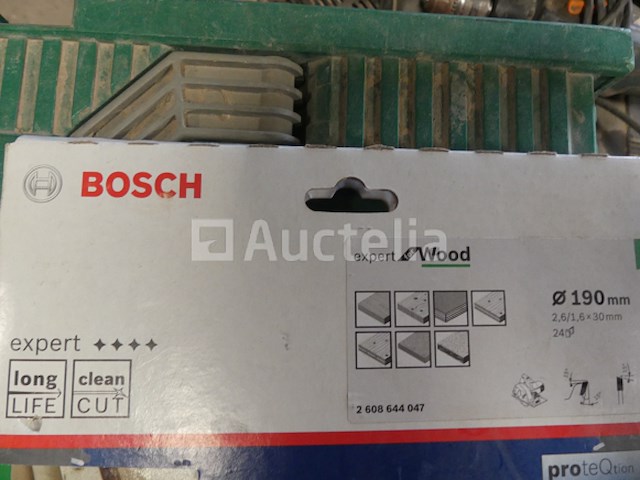 BOSCH
Auctelia
expert for Wood
Ø 190 mm
2,6/1,6 × 30 mm
24
expert
long LIFE
clean CUT
2 608 644 047
proteQtion